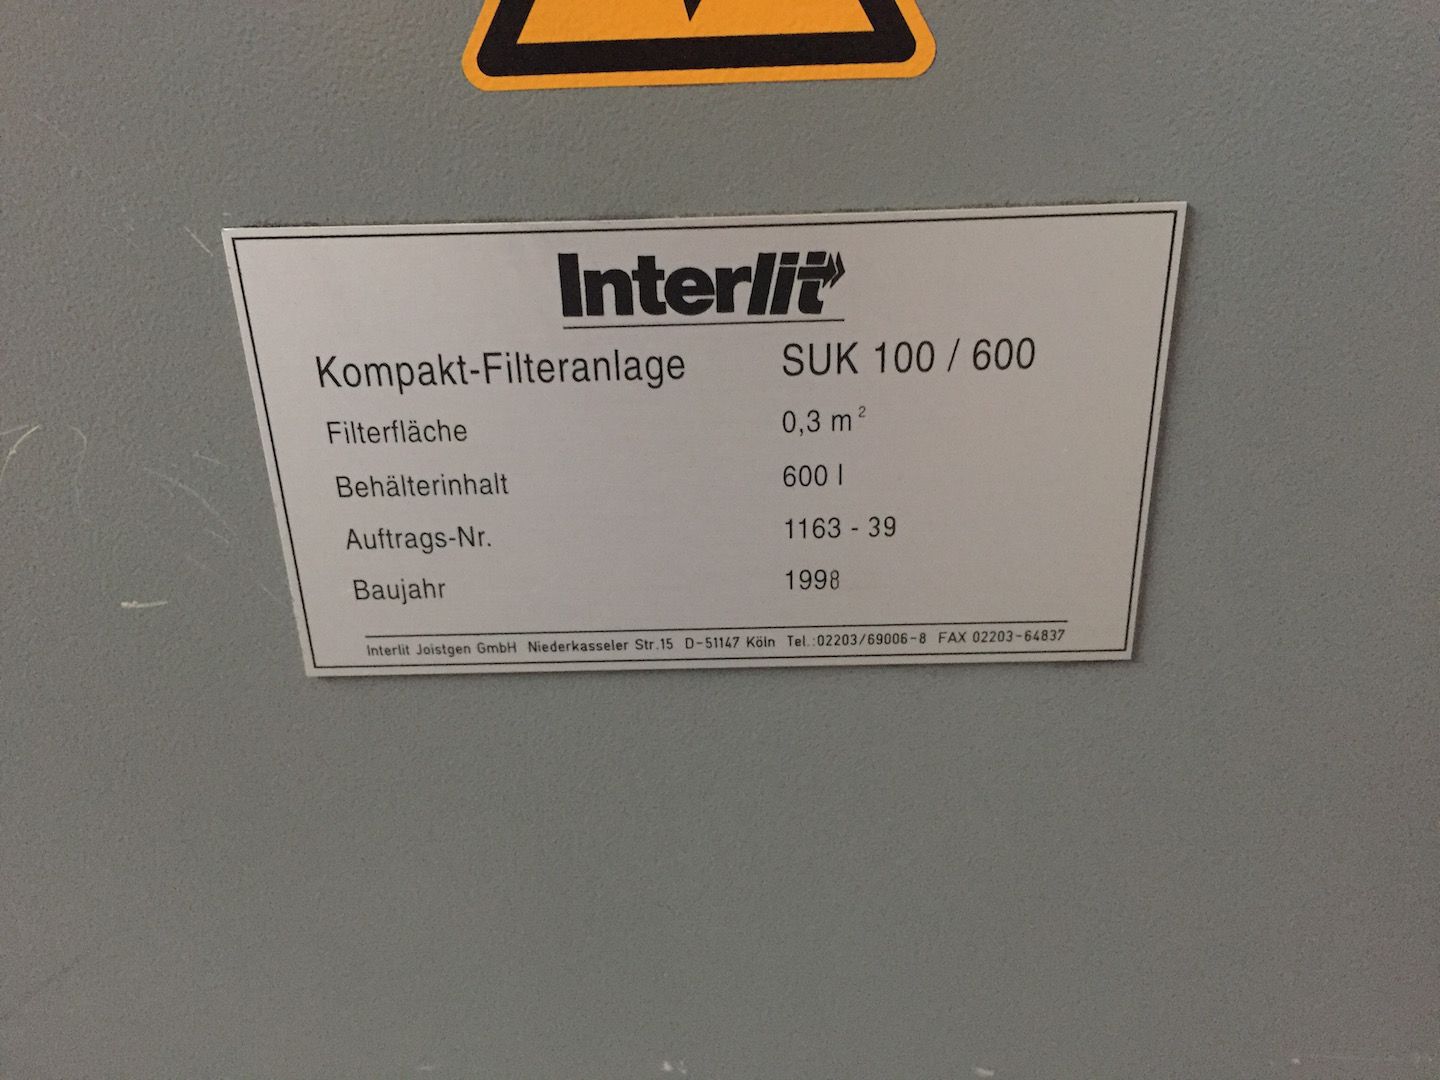 Interlit
Kompakt-Filteranlage SUK 100 / 600
Filterfläche 0,3 m²
Behälterinhalt 600 l
Auftrags-Nr. 1163 - 39
Baujahr 1998
Interlit Joistgen GmbH Niederkasseler Str.15 D-51147 Köln Tel.:02203/69006-8 FAX 02203-64837